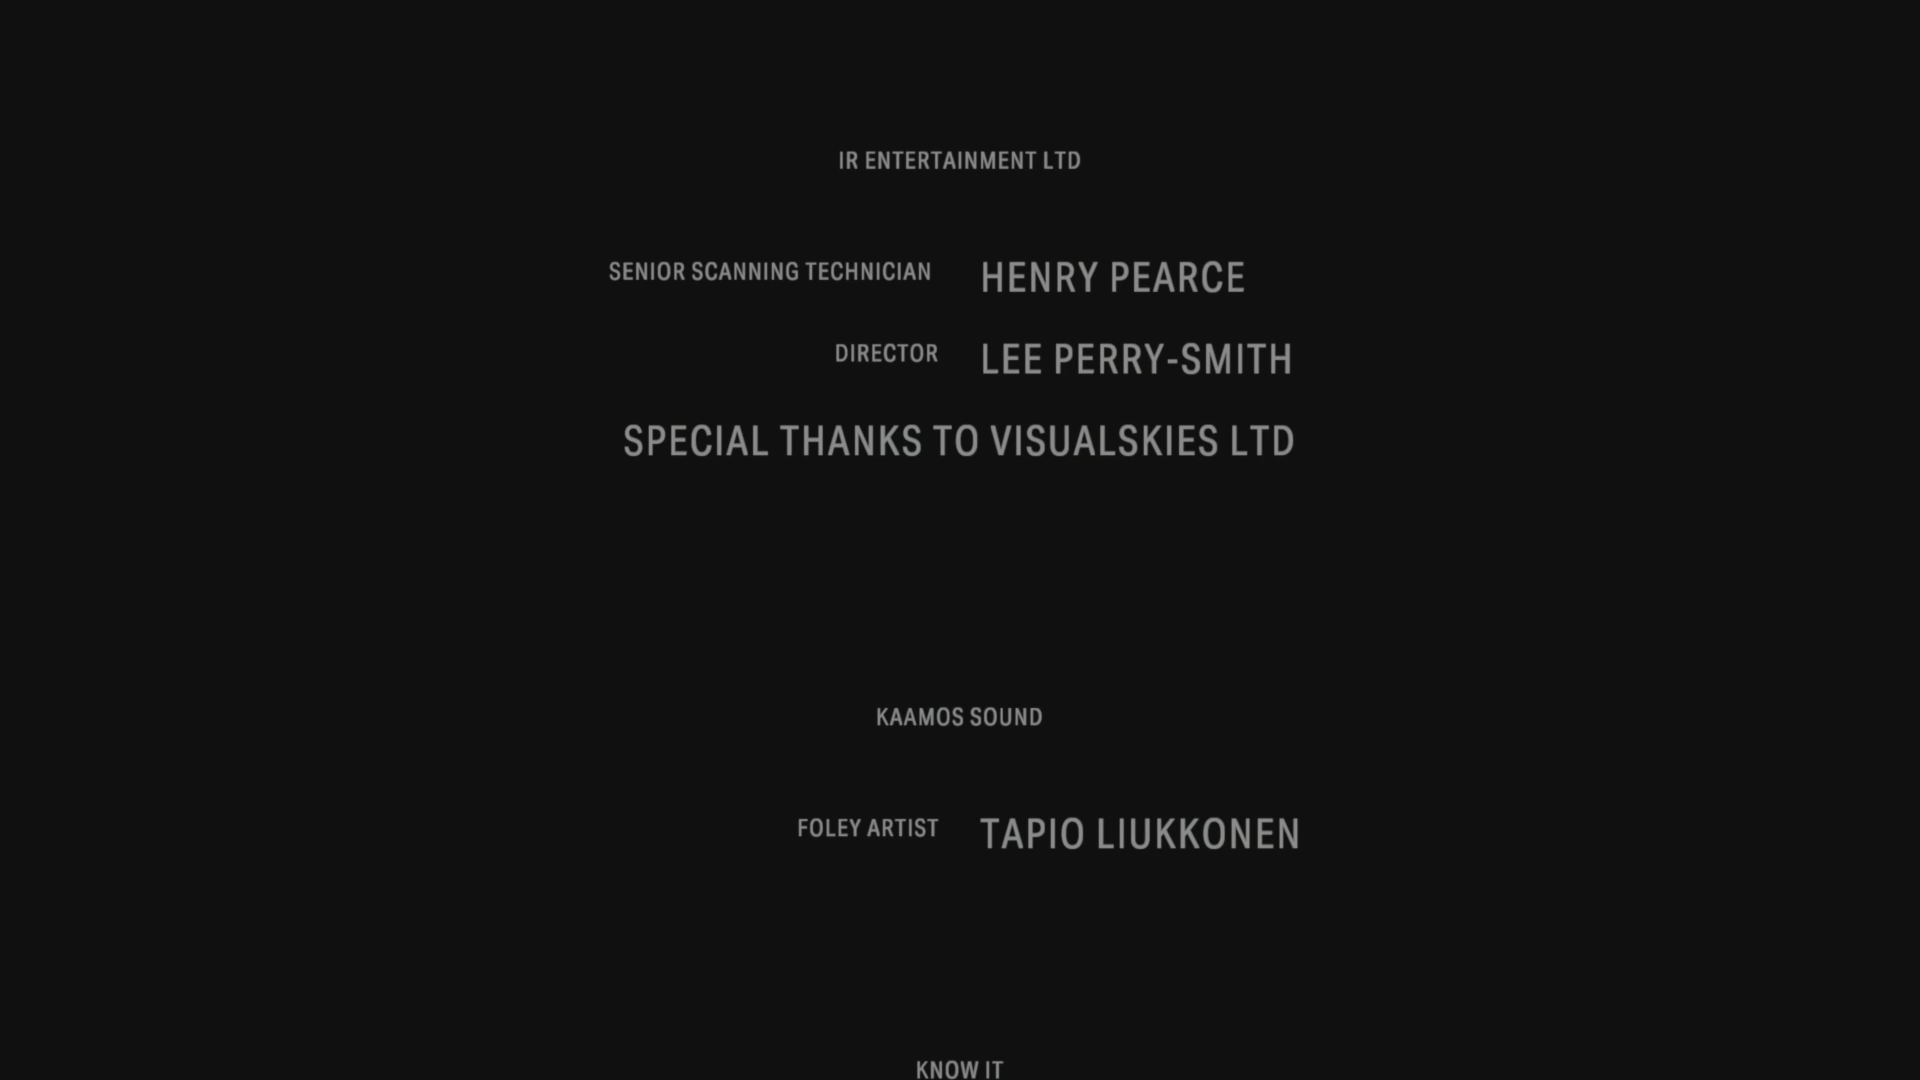 IR ENTERTAINMENT LTD
SENIOR SCANNING TECHNICIAN HENRY PEARCE
DIRECTOR LEE PERRY-SMITH
SPECIAL THANKS TO VISUALSKIES LTD
KAAMOS SOUND
FOLEY ARTIST TAPIO LIUKKONEN
KNOW IT